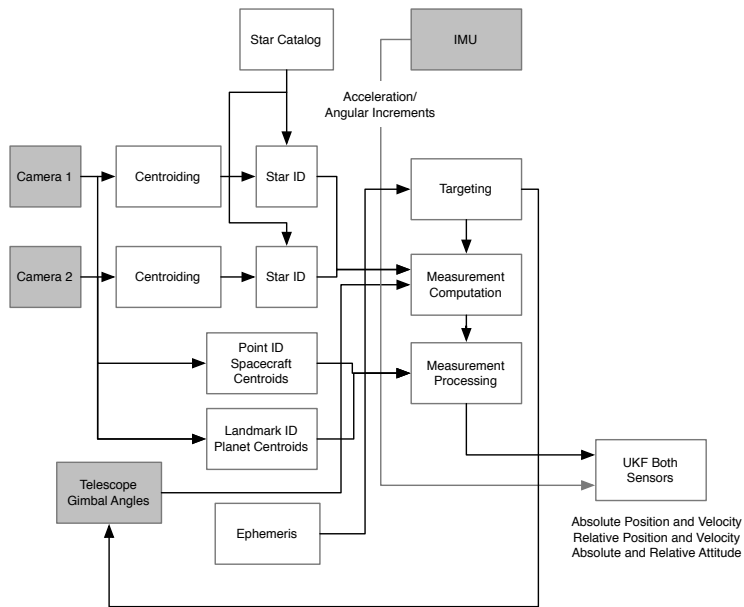 Star Catalog
IMU
Acceleration/
Angular Increments
Camera 1
Centroiding
Star ID
Targeting
Camera 2
Centroiding
Star ID
Measurement
Computation
Point ID
Spacecraft
Centroids
Measurement
Processing
Landmark ID
Planet Centroids
Telescope
Gimbal Angles
UKF Both
Sensors
Ephemeris
Absolute Position and Velocity
Relative Position and Velocity
Absolute and Relative Attitude